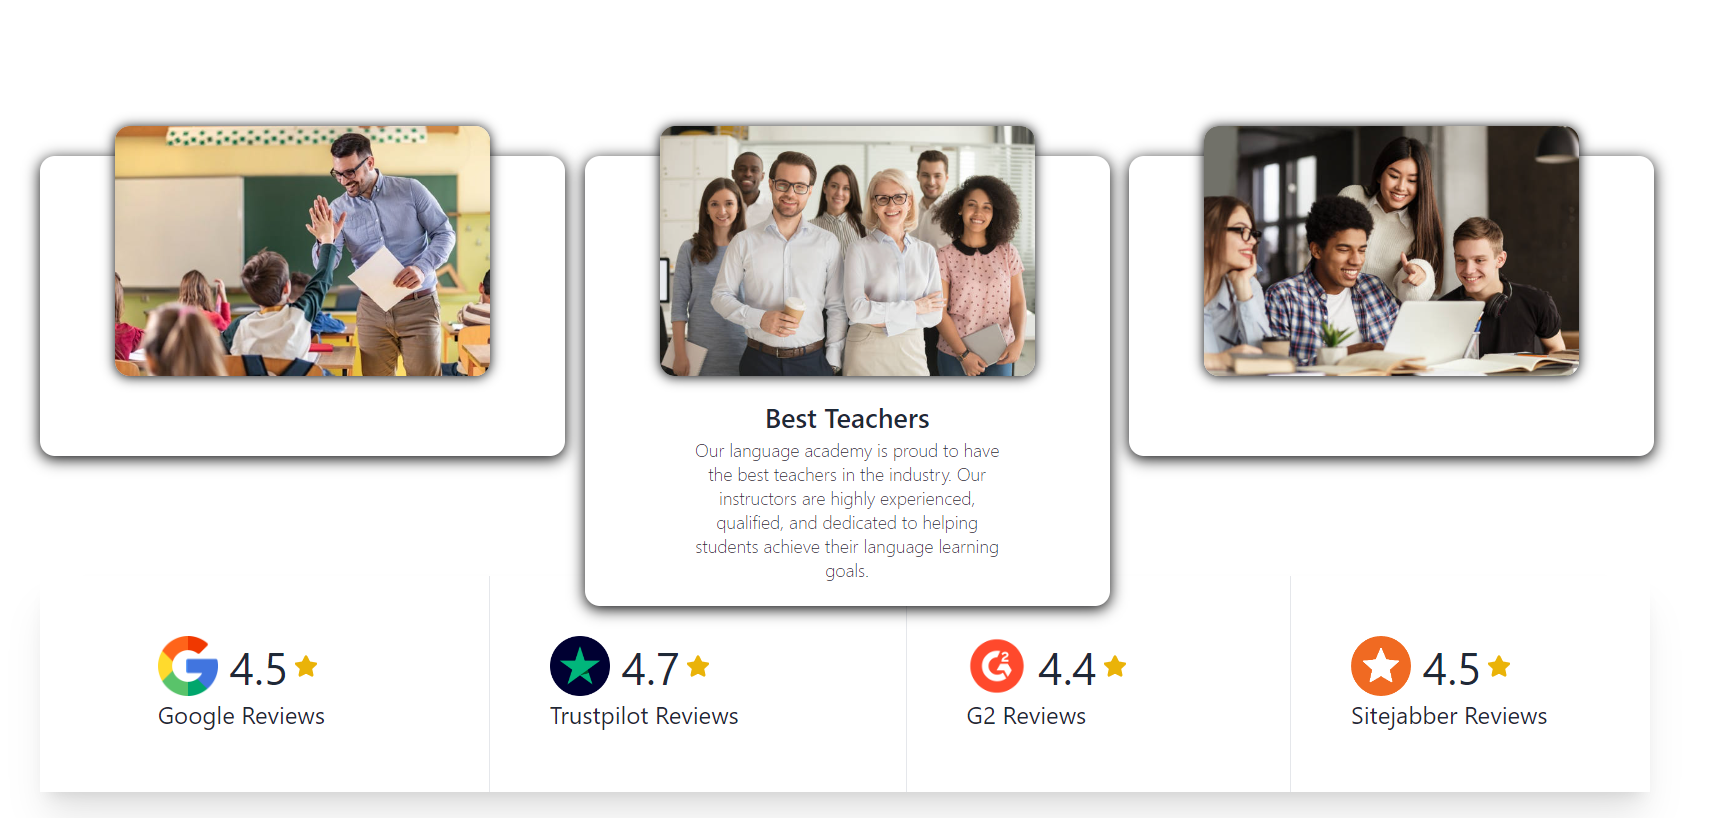 Best Teachers
Our language academy is proud to have
the best teachers in the industry. Our
instructors are highly experienced,
qualified, and dedicated to helping
students achieve their language learning
goals.
4.5
Google Reviews
4.7
Trustpilot Reviews
G2
4.4
G2 Reviews
4.5
Sitejabber Reviews